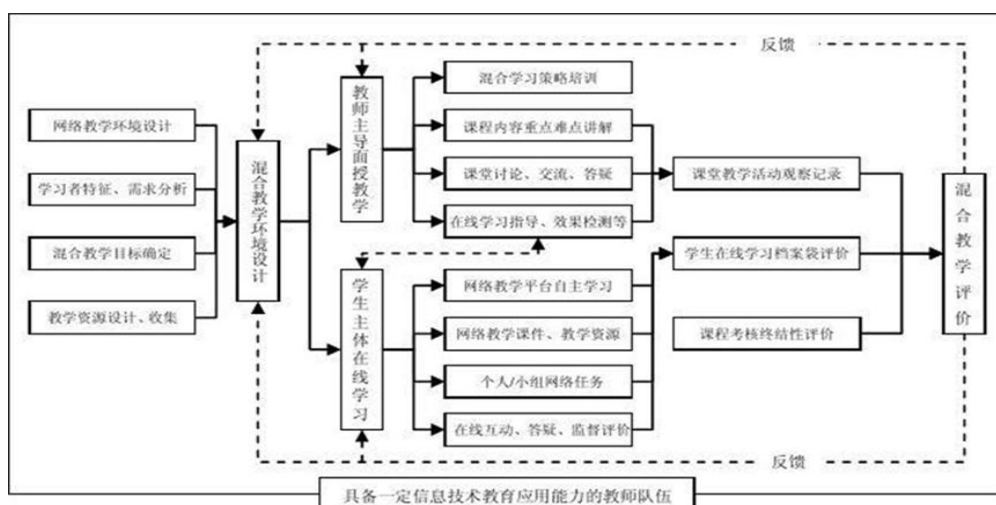 反馈
网络教学环境设计
学习者特征、需求分析
混合教学目标确定
教学资源设计、收集
混合教学环境设计
教师主导面授教学
学生主体在线学习
混合学习策略培训
课程内容重点难点讲解
课堂讨论、交流、答疑
在线学习指导、效果检测等
网络教学平台自主学习
网络教学课件、教学资源
个人/小组网络任务
在线互动、答疑、监督评价
课堂教学活动观察记录
学生在线学习档案袋评价
课程考核终结性评价
混合教学评价
反馈
具备一定信息技术教育应用能力的教师队伍